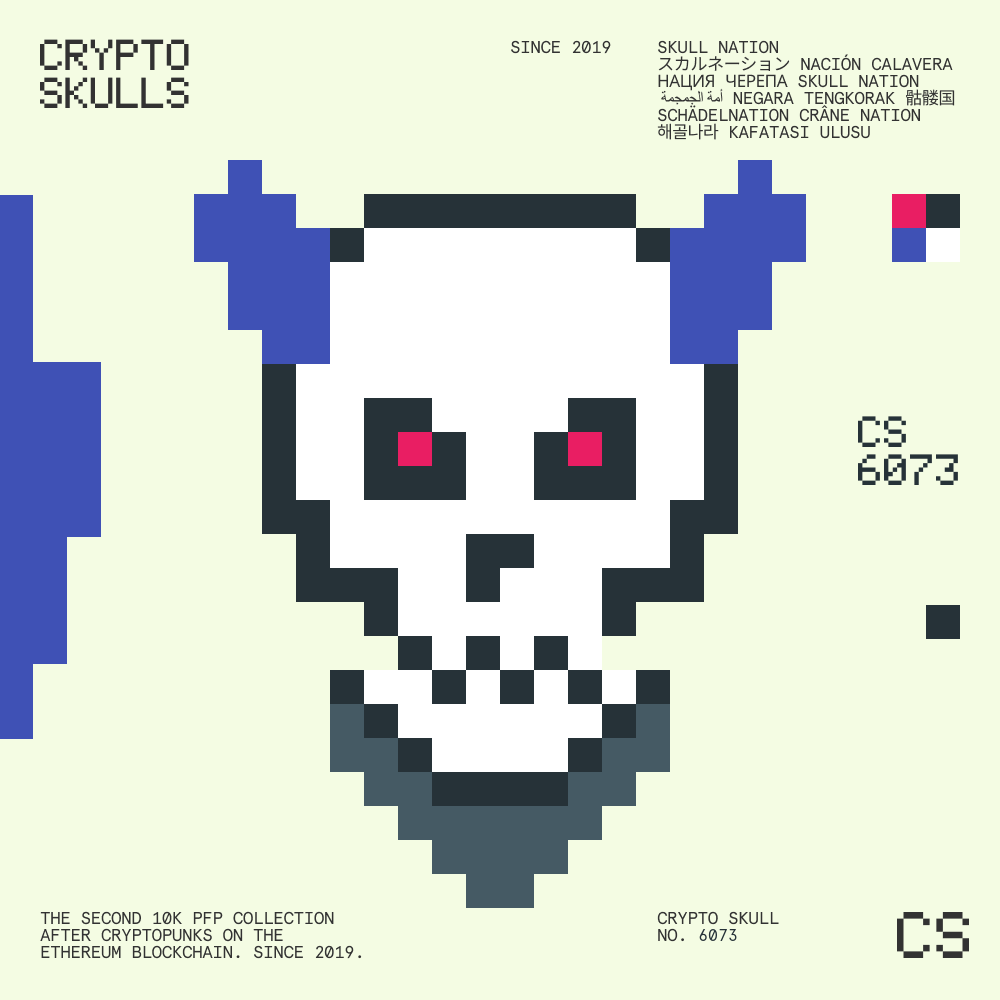 CRYPTO
SKULLS
SINCE 2019
SKULL NATION
スカルネーション NACIÓN CALAVERA
НАЦИЯ ЧЕРЕПА SKULL NATION
أمة الجمجمة NEGARA TENGKORAK 骷髅国
SCHÄDELNATION CRÂNE NATION
해골나라 KAFATASI ULUSU
CS
6073
THE SECOND 10K PFP COLLECTION
AFTER CRYPTOPUNKS ON THE
ETHEREUM BLOCKCHAIN. SINCE 2019.
CRYPTO SKULL
NO. 6073
CS